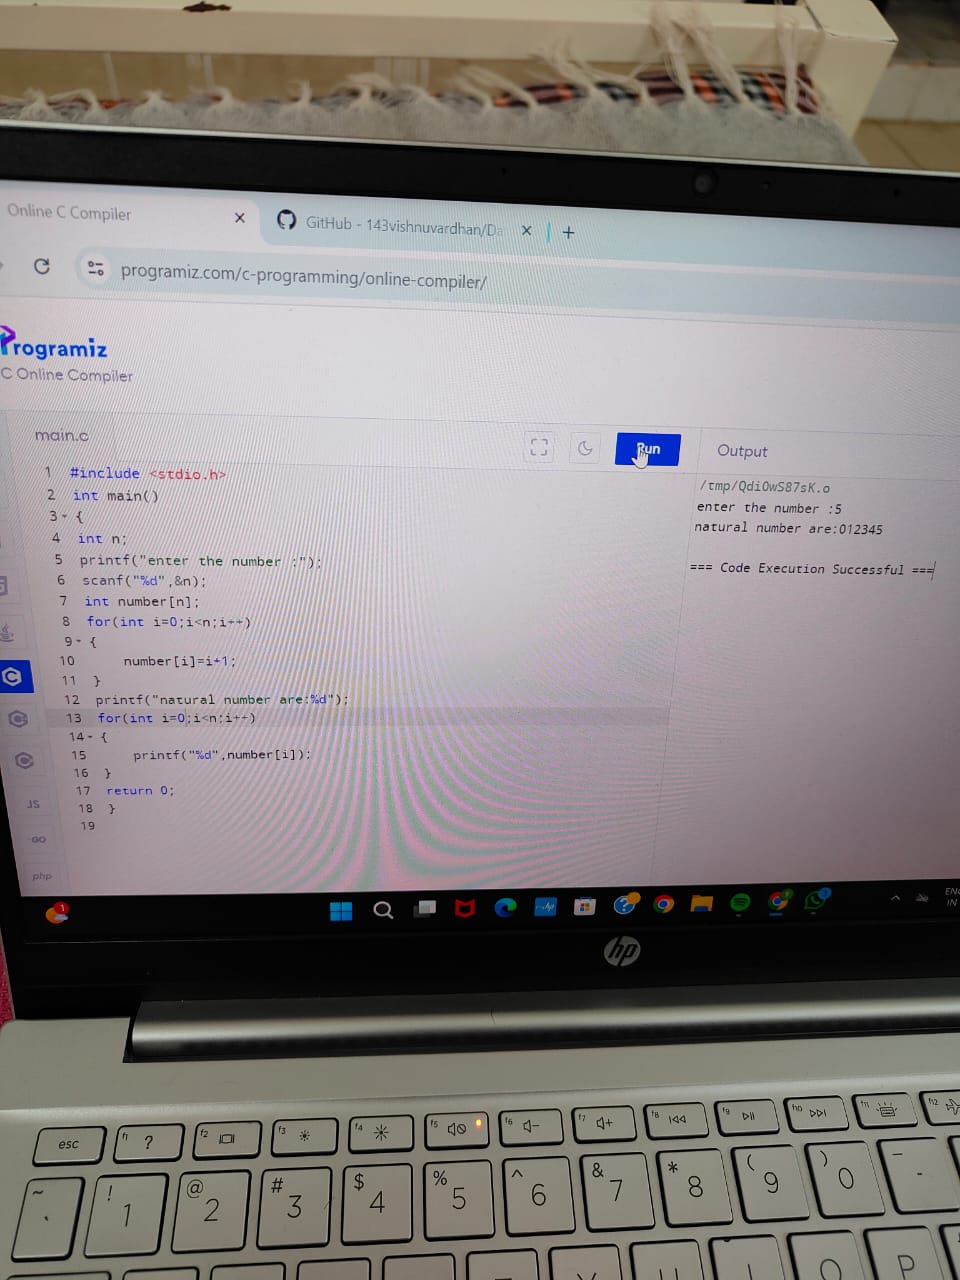 Online C Compiler
GitHub - 143vishnuvardhan/Da
programiz.com/c-programming/online-compiler/
Programiz
C Online Compiler
main.c
Run
Output
1 #include <stdio.h>
2 int main()
3 {
4 int n;
5 printf("enter the number :");
6 scanf("%d",&n);
7 int number[n];
8 for(int i=0;i<n;i++)
9 {
10 number[i]=i+1;
11 }
12 printf("natural number are:%d");
13 for(int i=0;i<n;i++)
14 {
15 printf("%d",number[i]);
16 }
17 return 0;
18 }
19
/tmp/QdiOwS87sK.o
enter the number :5
natural number are:012345
=== Code Execution Successful ===
JS
GO
php
1
ENG
IN
hp
esc
f1 ?
f2
f3
f4
f5
f6
f7
f8
f9
f10
f11
f12
~ `
! 1
@ 2
# 3
$ 4
% 5
^ 6
& 7
* 8
( 9
) 0
- -
O
P